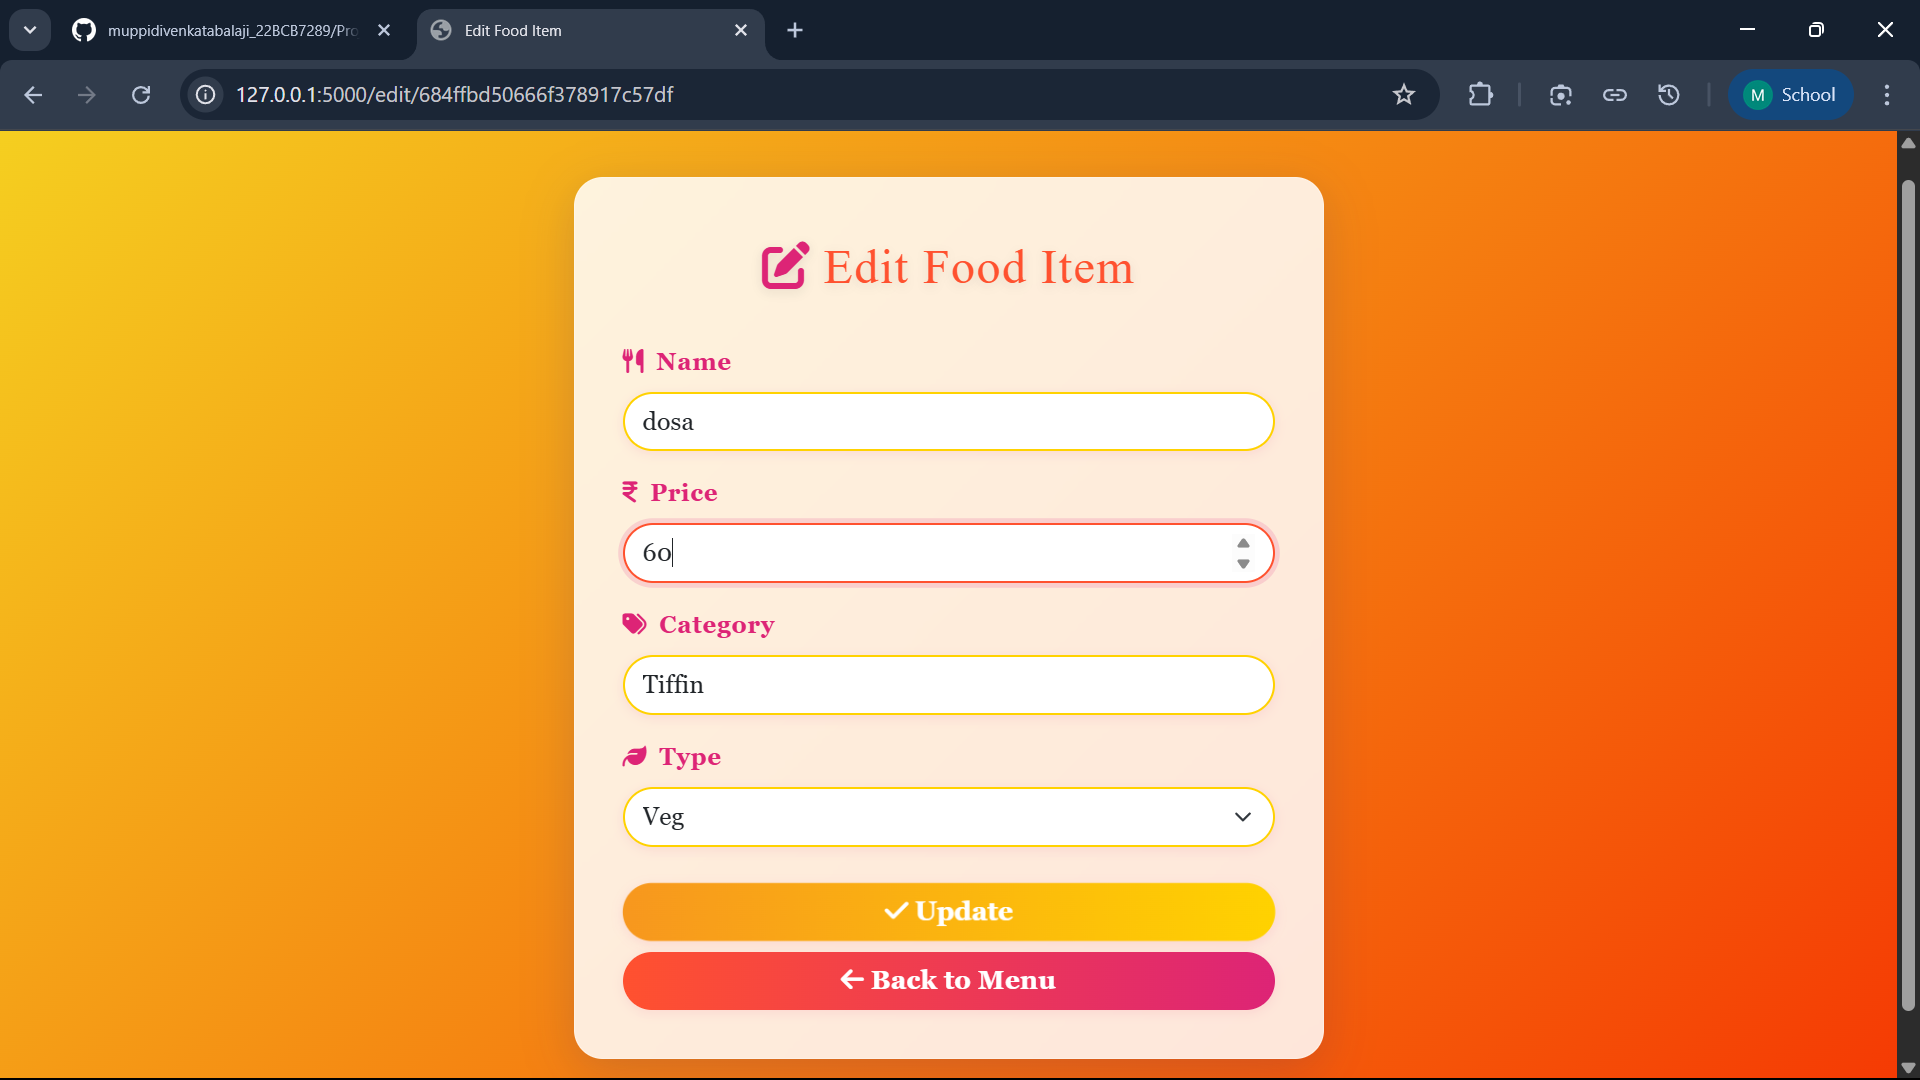 muppidivenkatabalaji_22BCB7289/Pro
Edit Food Item
127.0.0.1:5000/edit/684ffbd50666f378917c57df
M School
Edit Food Item
Name
dosa
₹ Price
60
Category
Tiffin
Type
Veg
Update
Back to Menu